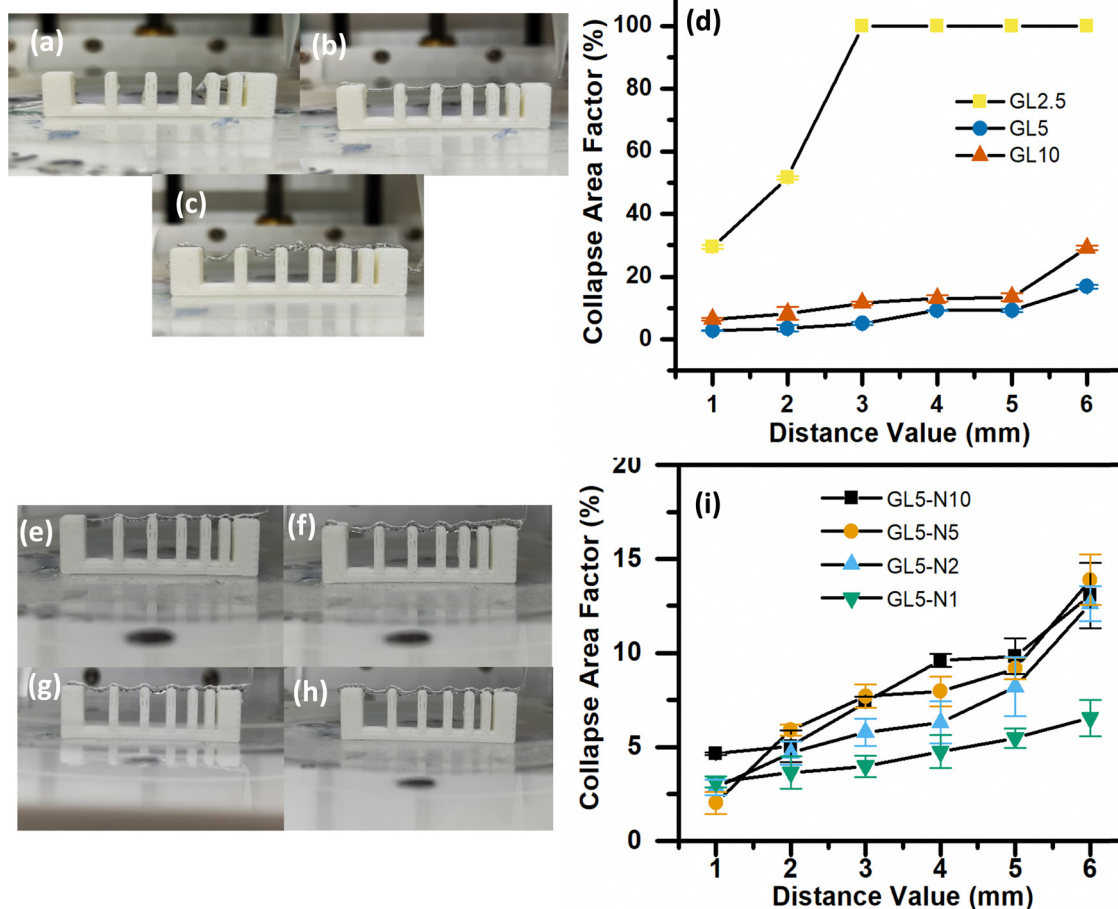 (a)
(b)
(c)
(d)
Collapse Area Factor (%)
100
80
60
40
20
0
GL2.5
GL5
GL10
1 2 3 4 5 6
Distance Value (mm)
(e)
(f)
(g)
(h)
(i)
Collapse Area Factor (%)
20
15
10
5
0
GL5-N10
GL5-N5
GL5-N2
GL5-N1
1 2 3 4 5 6
Distance Value (mm)